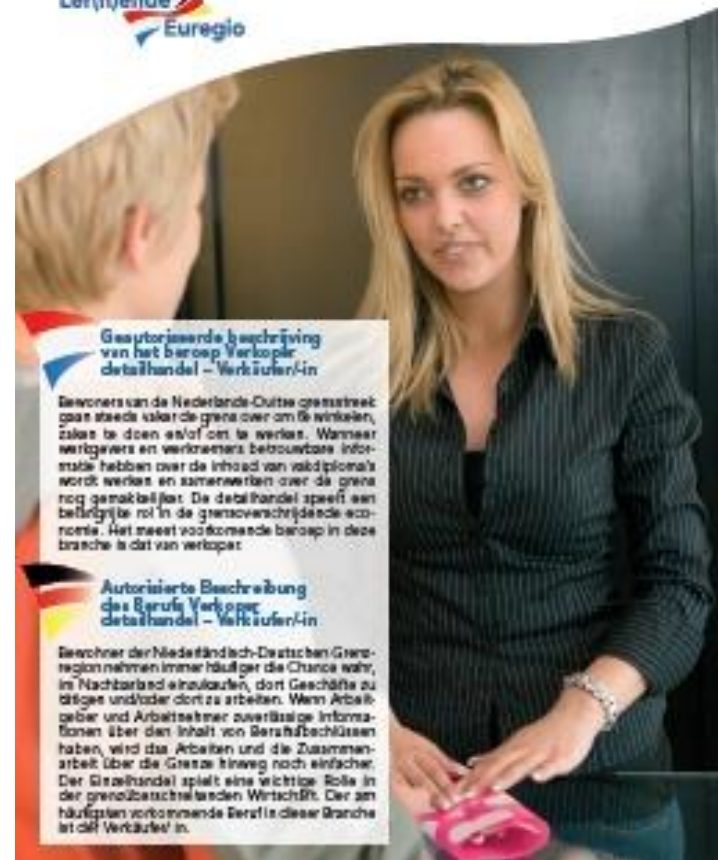 Ler(n)ende
Euregio
Geautoriseerde beschrijving
van het beroep Verkoper
detailhandel – Verkäufer/-in
Bewoners van de Nederlands-Duitse grensstreek
gaan steeds vaker de grens over om te winkelen,
zaken te doen en/of om te werken. Wanneer
werkgevers en werknemers betrouwbare infor-
matie hebben over de inhoud van vakdiploma's
wordt werken en samenwerken over de grens
nog gemakkelijker. De detailhandel speelt een
belangrijke rol in de grensoverschrijdende eco-
nomie. Het meest voorkomende beroep in deze
branche is dat van verkoper.
Autorisierte Beschreibung
des Berufs Verkoper
detailhandel – Verkäufer/-in
Bewohner der Niederländisch-Deutschen Grenz-
region nehmen immer häufiger die Chance wahr,
im Nachbarland einzukaufen, dort Geschäfte zu
tätigen und/oder dort zu arbeiten. Wenn Arbeit-
geber und Arbeitnehmer zuverlässige Informa-
tionen über den Inhalt von Berufsabschlüssen
haben, wird das Arbeiten und die Zusammen-
arbeit über die Grenze hinweg noch einfacher.
Der Einzelhandel spielt eine wichtige Rolle in
der grenzüberschreitenden Wirtschaft. Der am
häufigsten vorkommende Beruf in dieser Branche
ist der Verkäufer/ in.